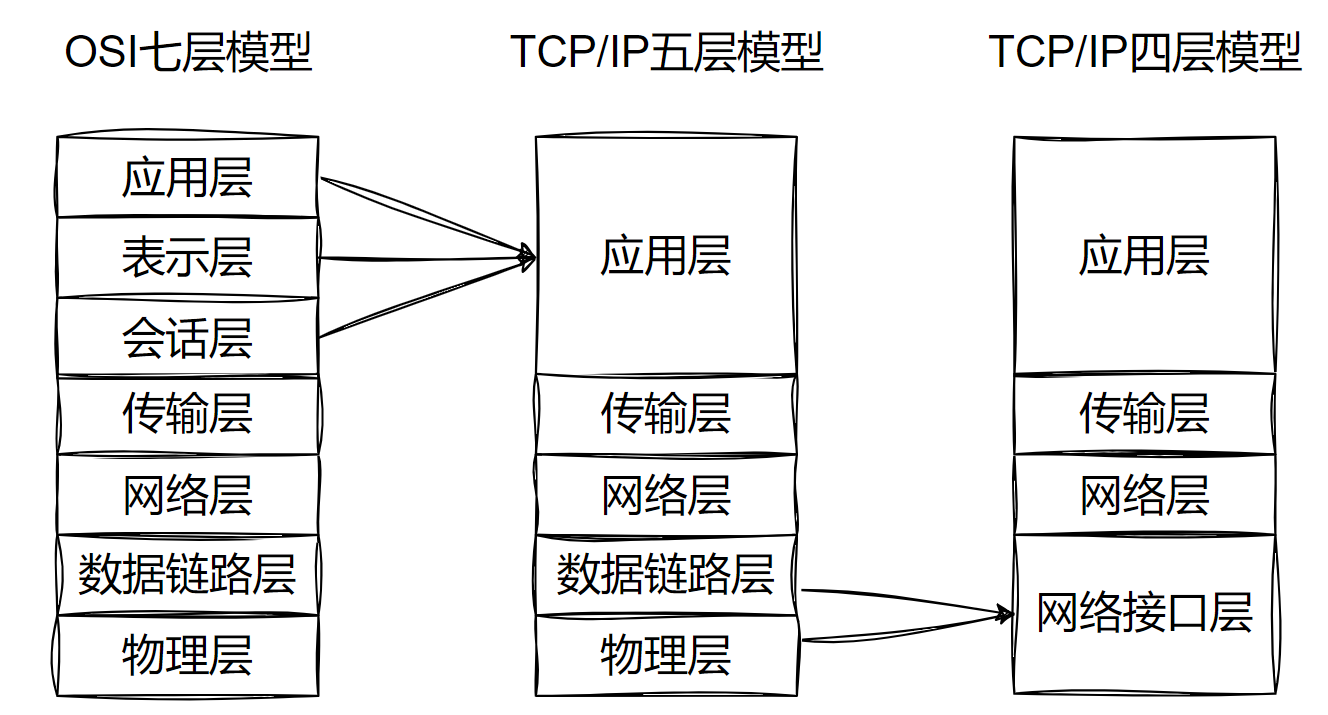 OSI七层模型
应用层
表示层
会话层
传输层
网络层
数据链路层
物理层
TCP/IP五层模型
应用层
传输层
网络层
数据链路层
物理层
TCP/IP四层模型
应用层
传输层
网络层
网络接口层